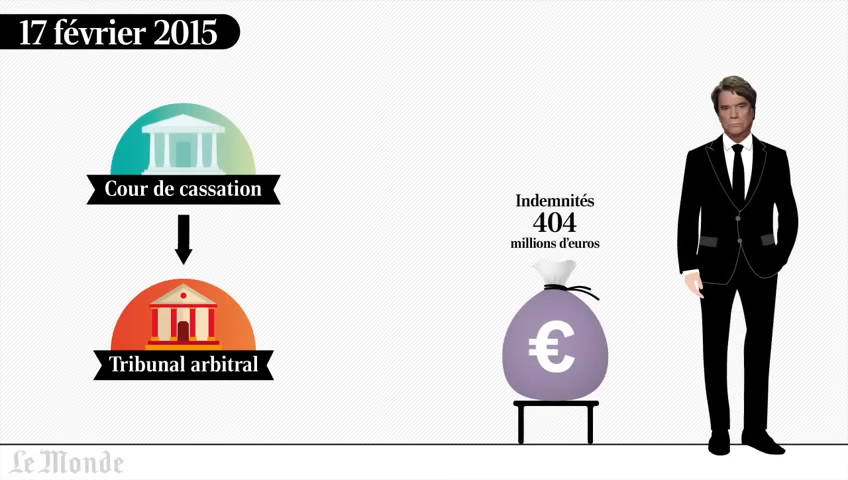 17 février 2015
Cour de cassation
Tribunal arbitral
Indemnités
404
millions d'euros
€
Le Monde